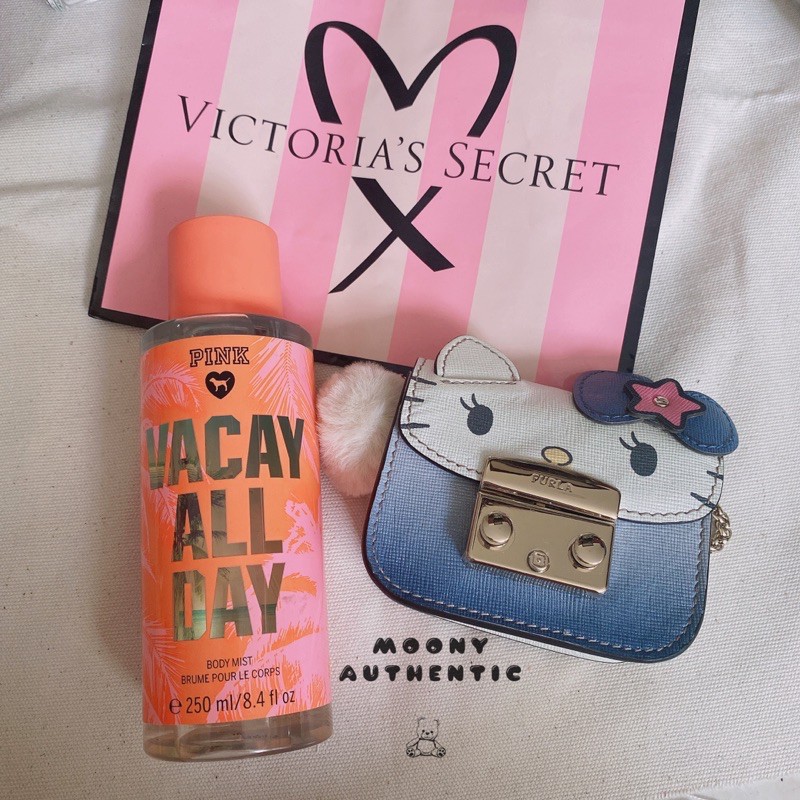 VICTORIA'S SECRET
PINK
VACAY
ALL
DAY
BODY MIST
BRUME POUR LE CORPS
e 250 ml/8.4 fl oz
FURLA
MOONY
AUTHENTIC